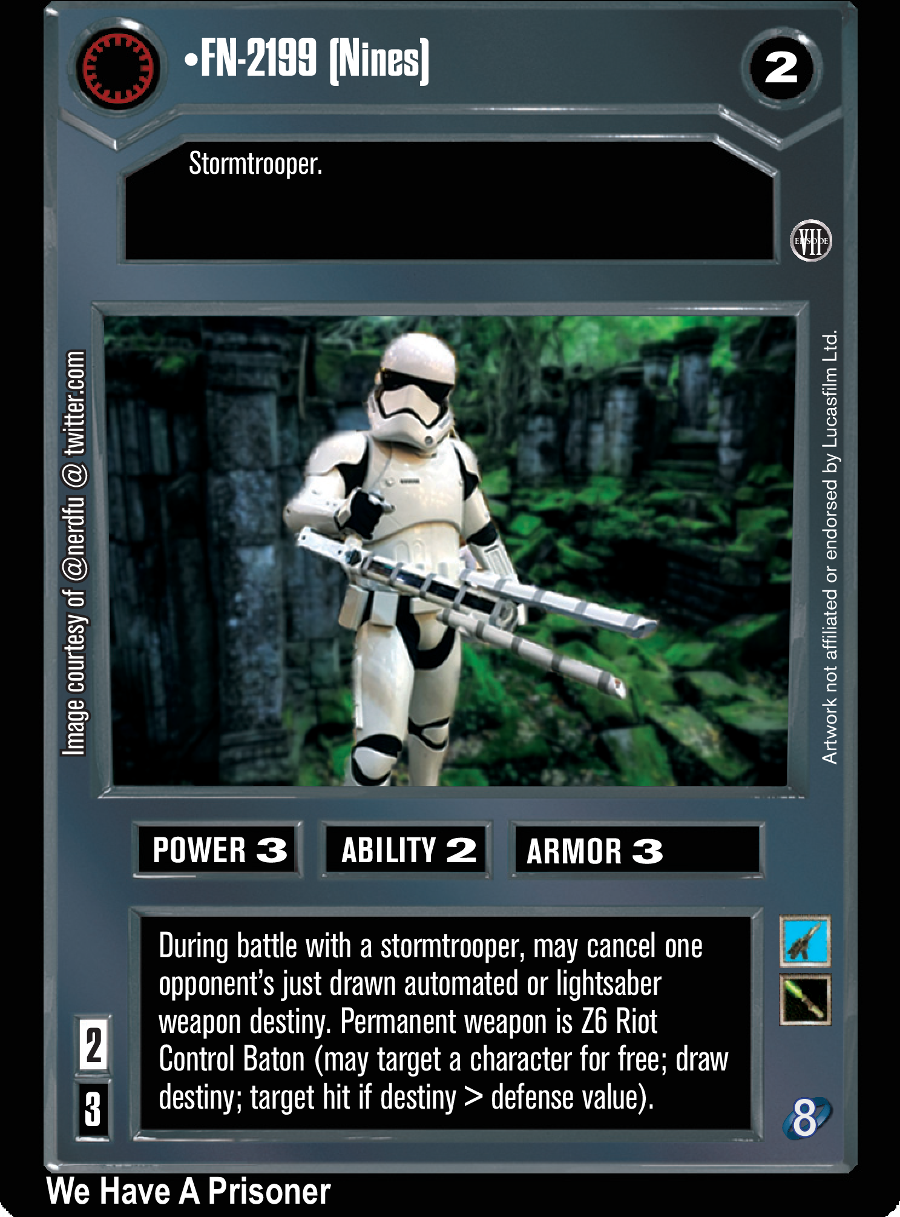 •FN-2199 (Nines)
2
Stormtrooper.
EPISODE
VII
Image courtesy of @nerdfu @ twitter.com
Artwork not affiliated or endorsed by Lucasfilm Ltd.
POWER 3
ABILITY 2
ARMOR 3
During battle with a stormtrooper, may cancel one
opponent's just drawn automated or lightsaber
weapon destiny. Permanent weapon is Z6 Riot
Control Baton (may target a character for free; draw
destiny; target hit if destiny > defense value).
2
3
8
We Have A Prisoner